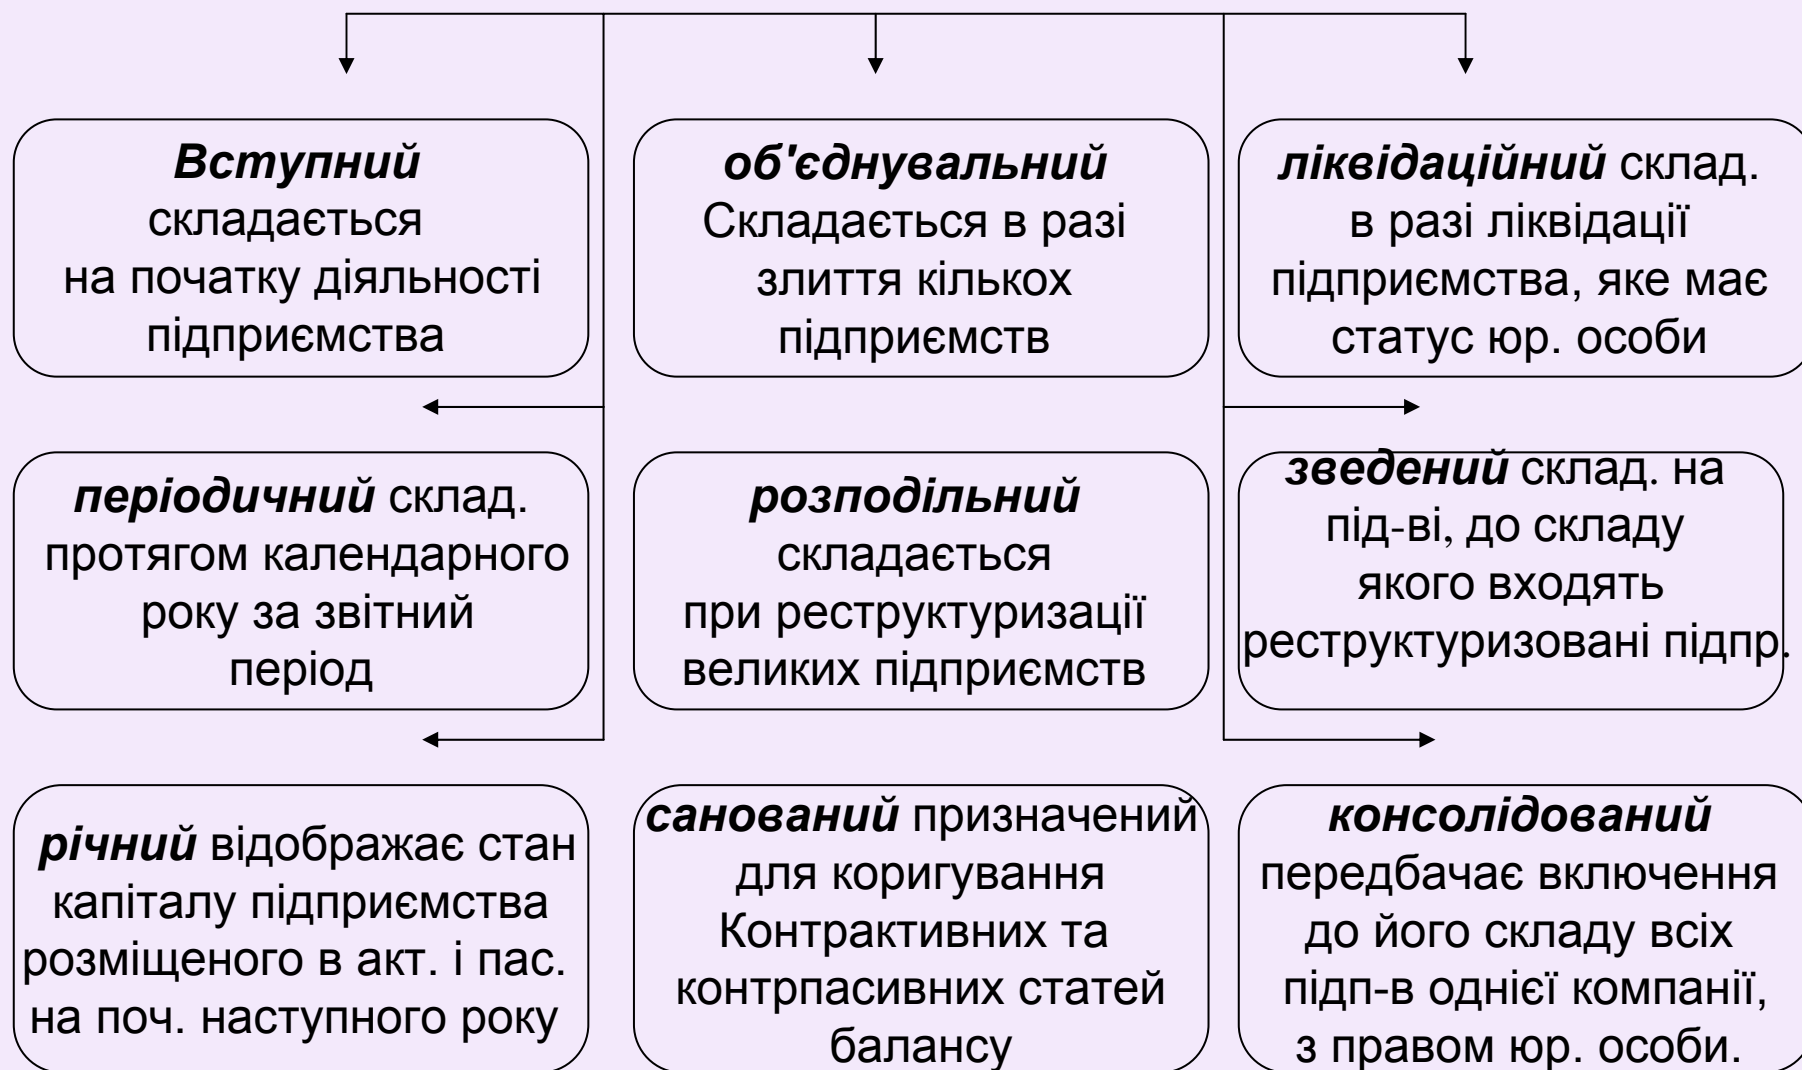 Вступний
складається
на початку діяльності
підприємства
об'єднувальний
Складається в разі
злиття кількох
підприємств
ліквідаційний склад.
в разі ліквідації
підприємства, яке має
статус юр. особи
періодичний склад.
протягом календарного
року за звітний
період
розподільний
складається
при реструктуризації
великих підприємств
зведений склад. на
під-ві, до складу
якого входять
реструктуризовані підпр.
річний відображає стан
капіталу підприємства
розміщеного в акт. і пас.
на поч. наступного року
санований призначений
для коригування
Контрактивних та
контрпасивних статей
балансу
консолідований
передбачає включення
до його складу всіх
підп-в однієї компанії,
з правом юр. особи.